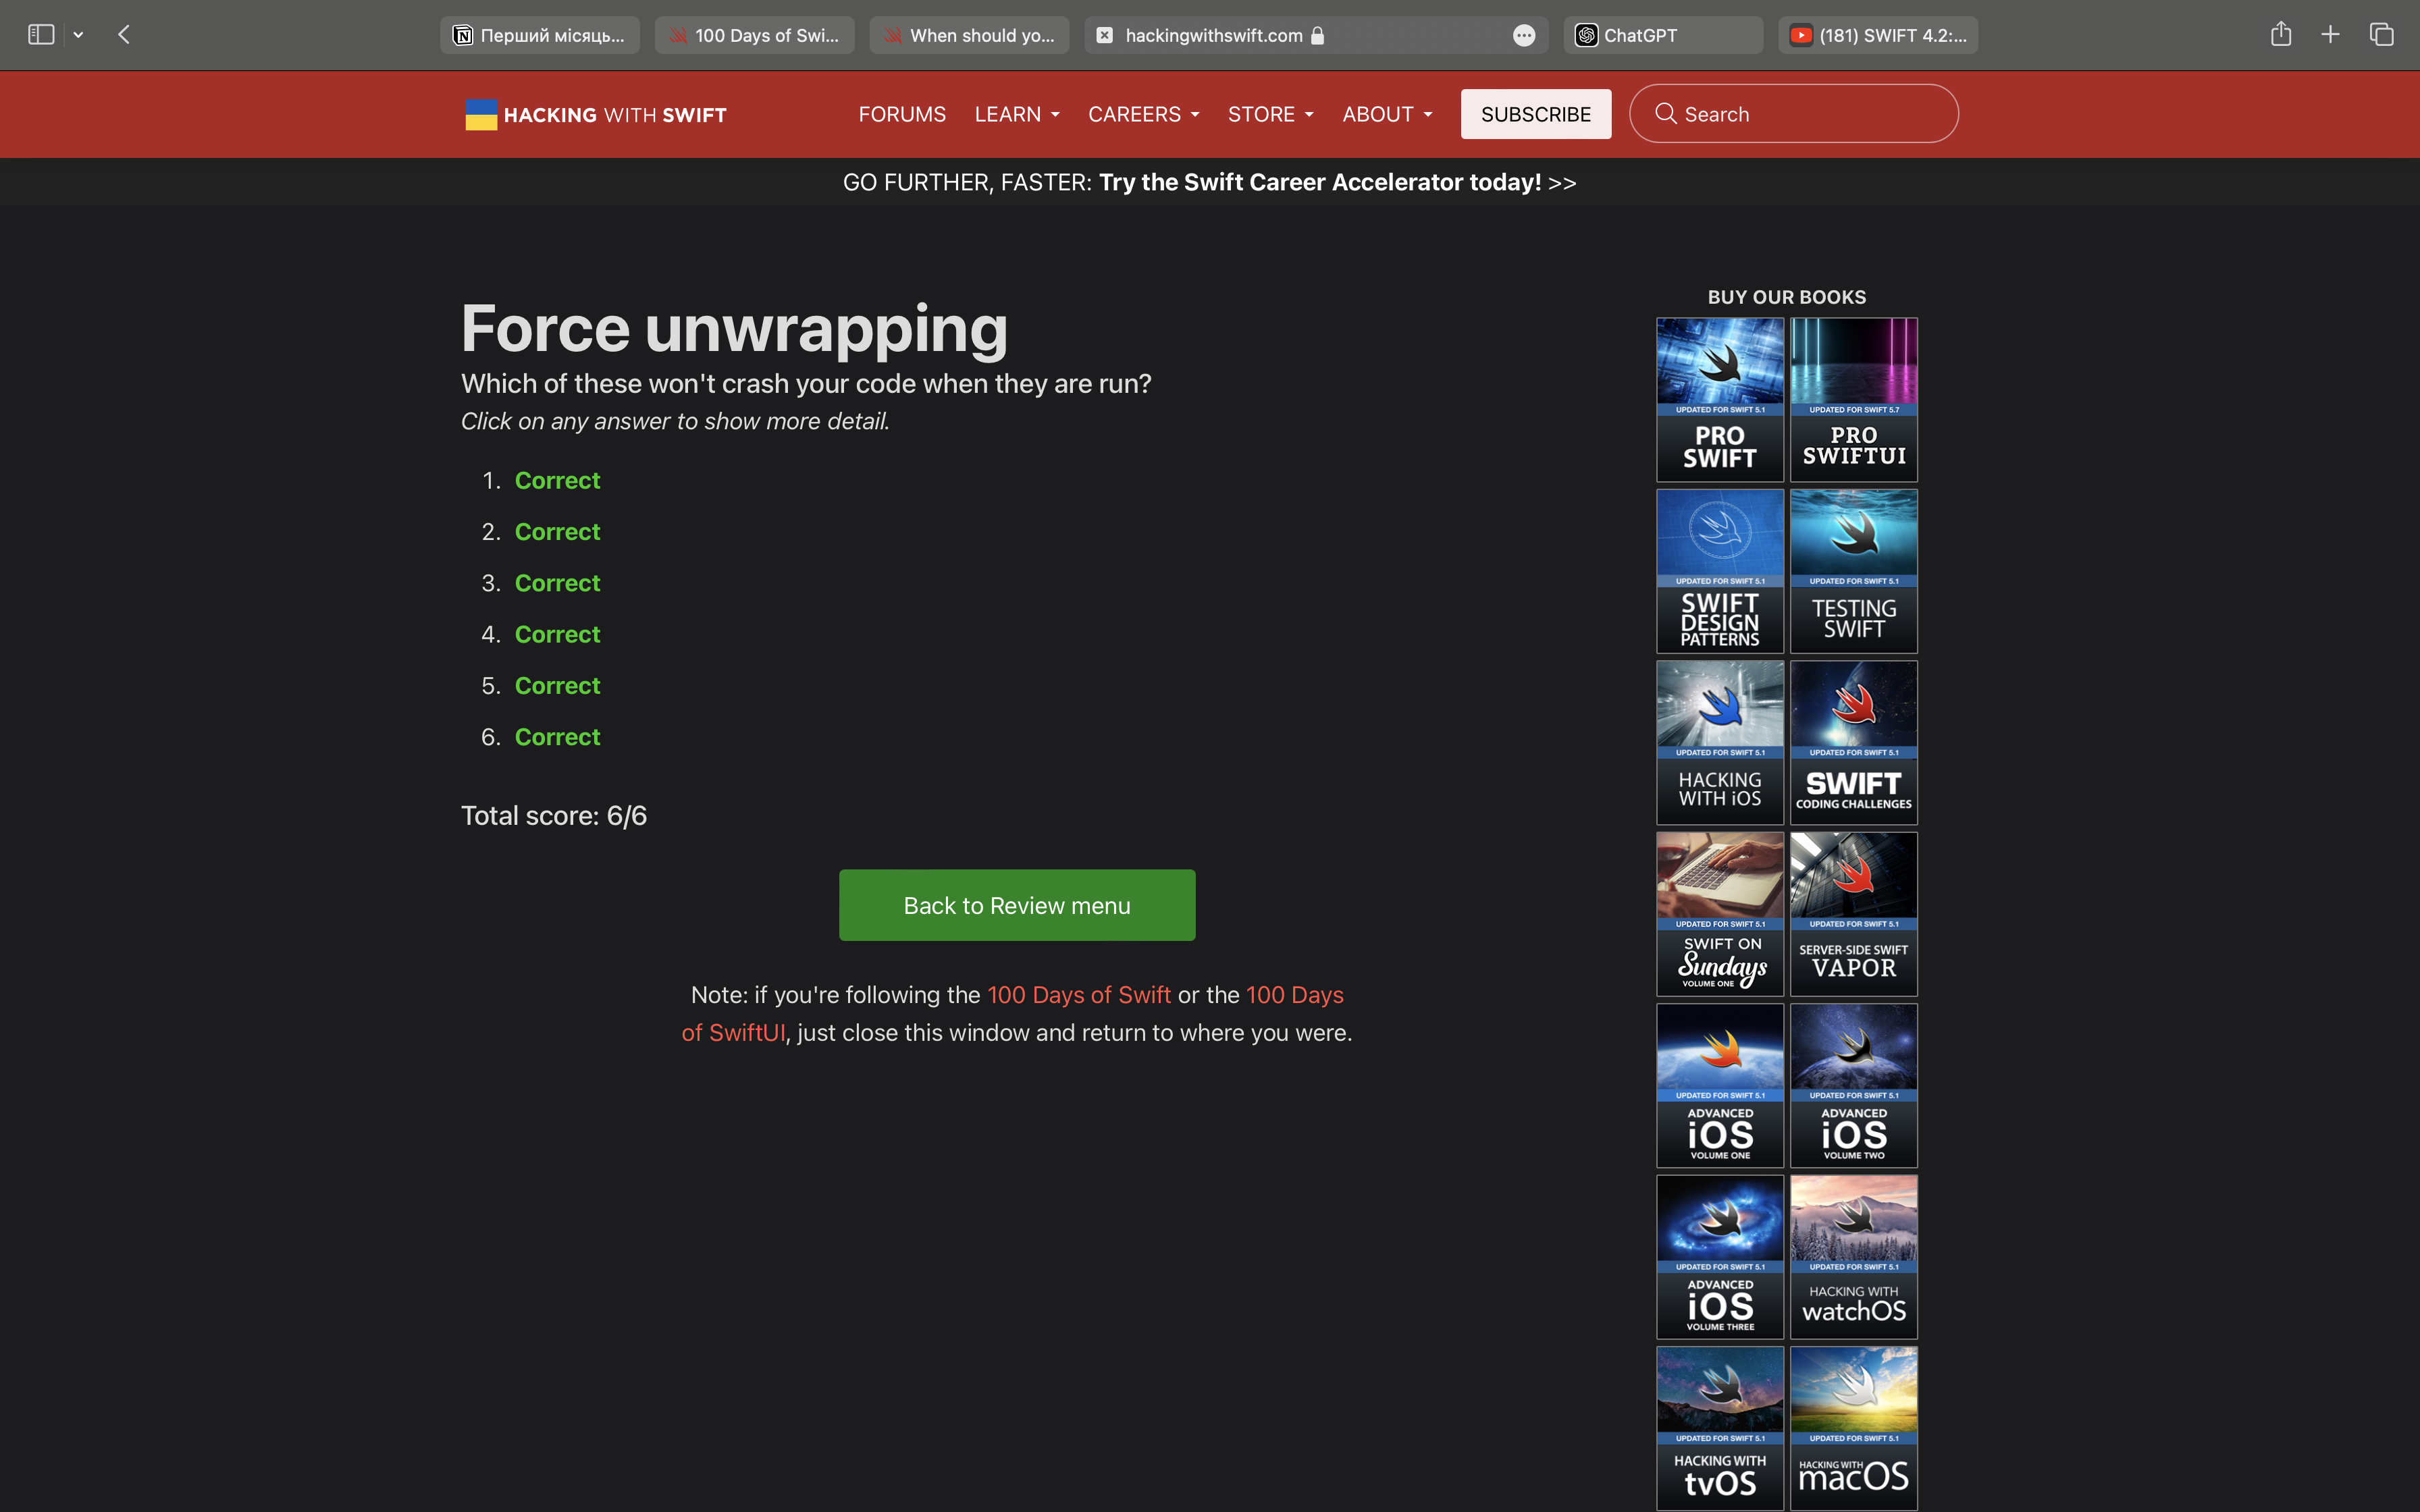 Перший місяць...
100 Days of Swi...
When should yo...
hackingwithswift.com
ChatGPT
(181) SWIFT 4.2:...
HACKING WITH SWIFT
FORUMS
LEARN
CAREERS
STORE
ABOUT
SUBSCRIBE
Search
GO FURTHER, FASTER: Try the Swift Career Accelerator today! >>
Force unwrapping
Which of these won't crash your code when they are run?
Click on any answer to show more detail.
1. Correct
2. Correct
3. Correct
4. Correct
5. Correct
6. Correct
Total score: 6/6
Back to Review menu
Note: if you're following the 100 Days of Swift or the 100 Days
of SwiftUI, just close this window and return to where you were.
BUY OUR BOOKS
UPDATED FOR SWIFT 5.1
PRO
SWIFT
UPDATED FOR SWIFT 5.7
PRO
SWIFTUI
UPDATED FOR SWIFT 5.1
SWIFT
DESIGN
PATTERNS
UPDATED FOR SWIFT 5.1
TESTING
SWIFT
UPDATED FOR SWIFT 5.1
HACKING
WITH iOS
UPDATED FOR SWIFT 5.1
SWIFT
CODING CHALLENGES
UPDATED FOR SWIFT 5.1
SWIFT ON
Sundays
VOLUME ONE
UPDATED FOR SWIFT 5.1
SERVER-SIDE SWIFT
VAPOR
UPDATED FOR SWIFT 5.1
ADVANCED
iOS
VOLUME ONE
UPDATED FOR SWIFT 5.1
ADVANCED
iOS
VOLUME TWO
UPDATED FOR SWIFT 5.1
ADVANCED
iOS
VOLUME THREE
UPDATED FOR SWIFT 5.1
HACKING WITH
watchOS
UPDATED FOR SWIFT 5.1
HACKING WITH
tvOS
UPDATED FOR SWIFT 5.1
HACKING WITH
macOS